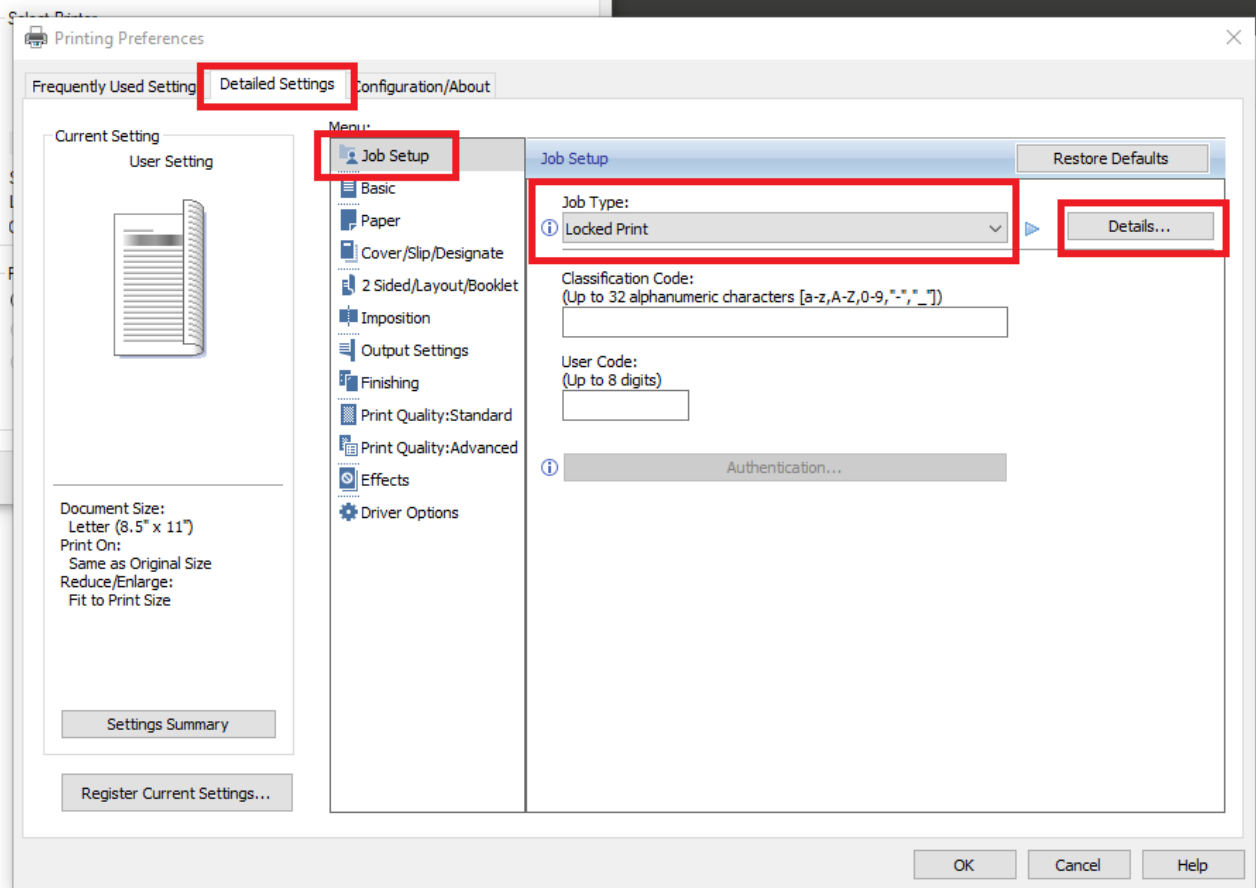 Select Printer
Printing Preferences
Frequently Used Setting
Detailed Settings
Configuration/About
Current Setting
User Setting
Menu:
Job Setup
Basic
Paper
Cover/Slip/Designate
2 Sided/Layout/Booklet
Imposition
Output Settings
Finishing
Print Quality:Standard
Print Quality:Advanced
Effects
Driver Options
Job Setup
Restore Defaults
Job Type:
Locked Print
Details...
Classification Code:
(Up to 32 alphanumeric characters [a-z,A-Z,0-9,"-","_"])
User Code:
(Up to 8 digits)
Authentication...
Document Size:
Letter (8.5" x 11")
Print On:
Same as Original Size
Reduce/Enlarge:
Fit to Print Size
Settings Summary
Register Current Settings...
OK
Cancel
Help